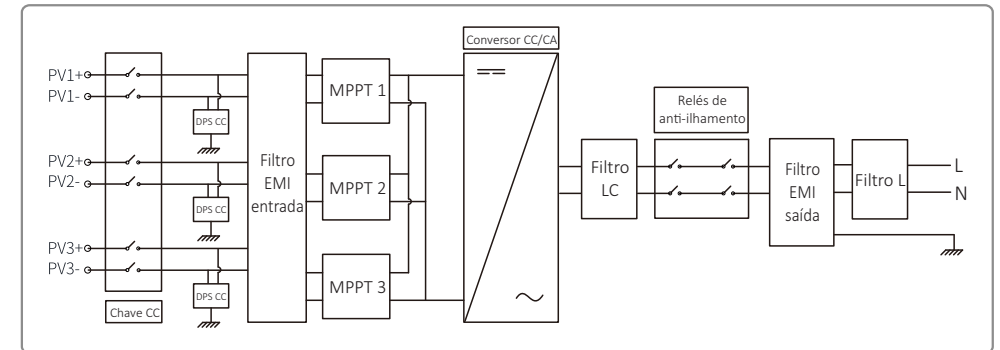 Conversor CC/CA
PV1+
PV1-
DPS CC
MPPT 1
Relés de
anti-ilhamento
PV2+
PV2-
DPS CC
Filtro
EMI
entrada
MPPT 2
Filtro
LC
Filtro
EMI
saída
Filtro L
L
N
PV3+
PV3-
DPS CC
MPPT 3
Chave CC